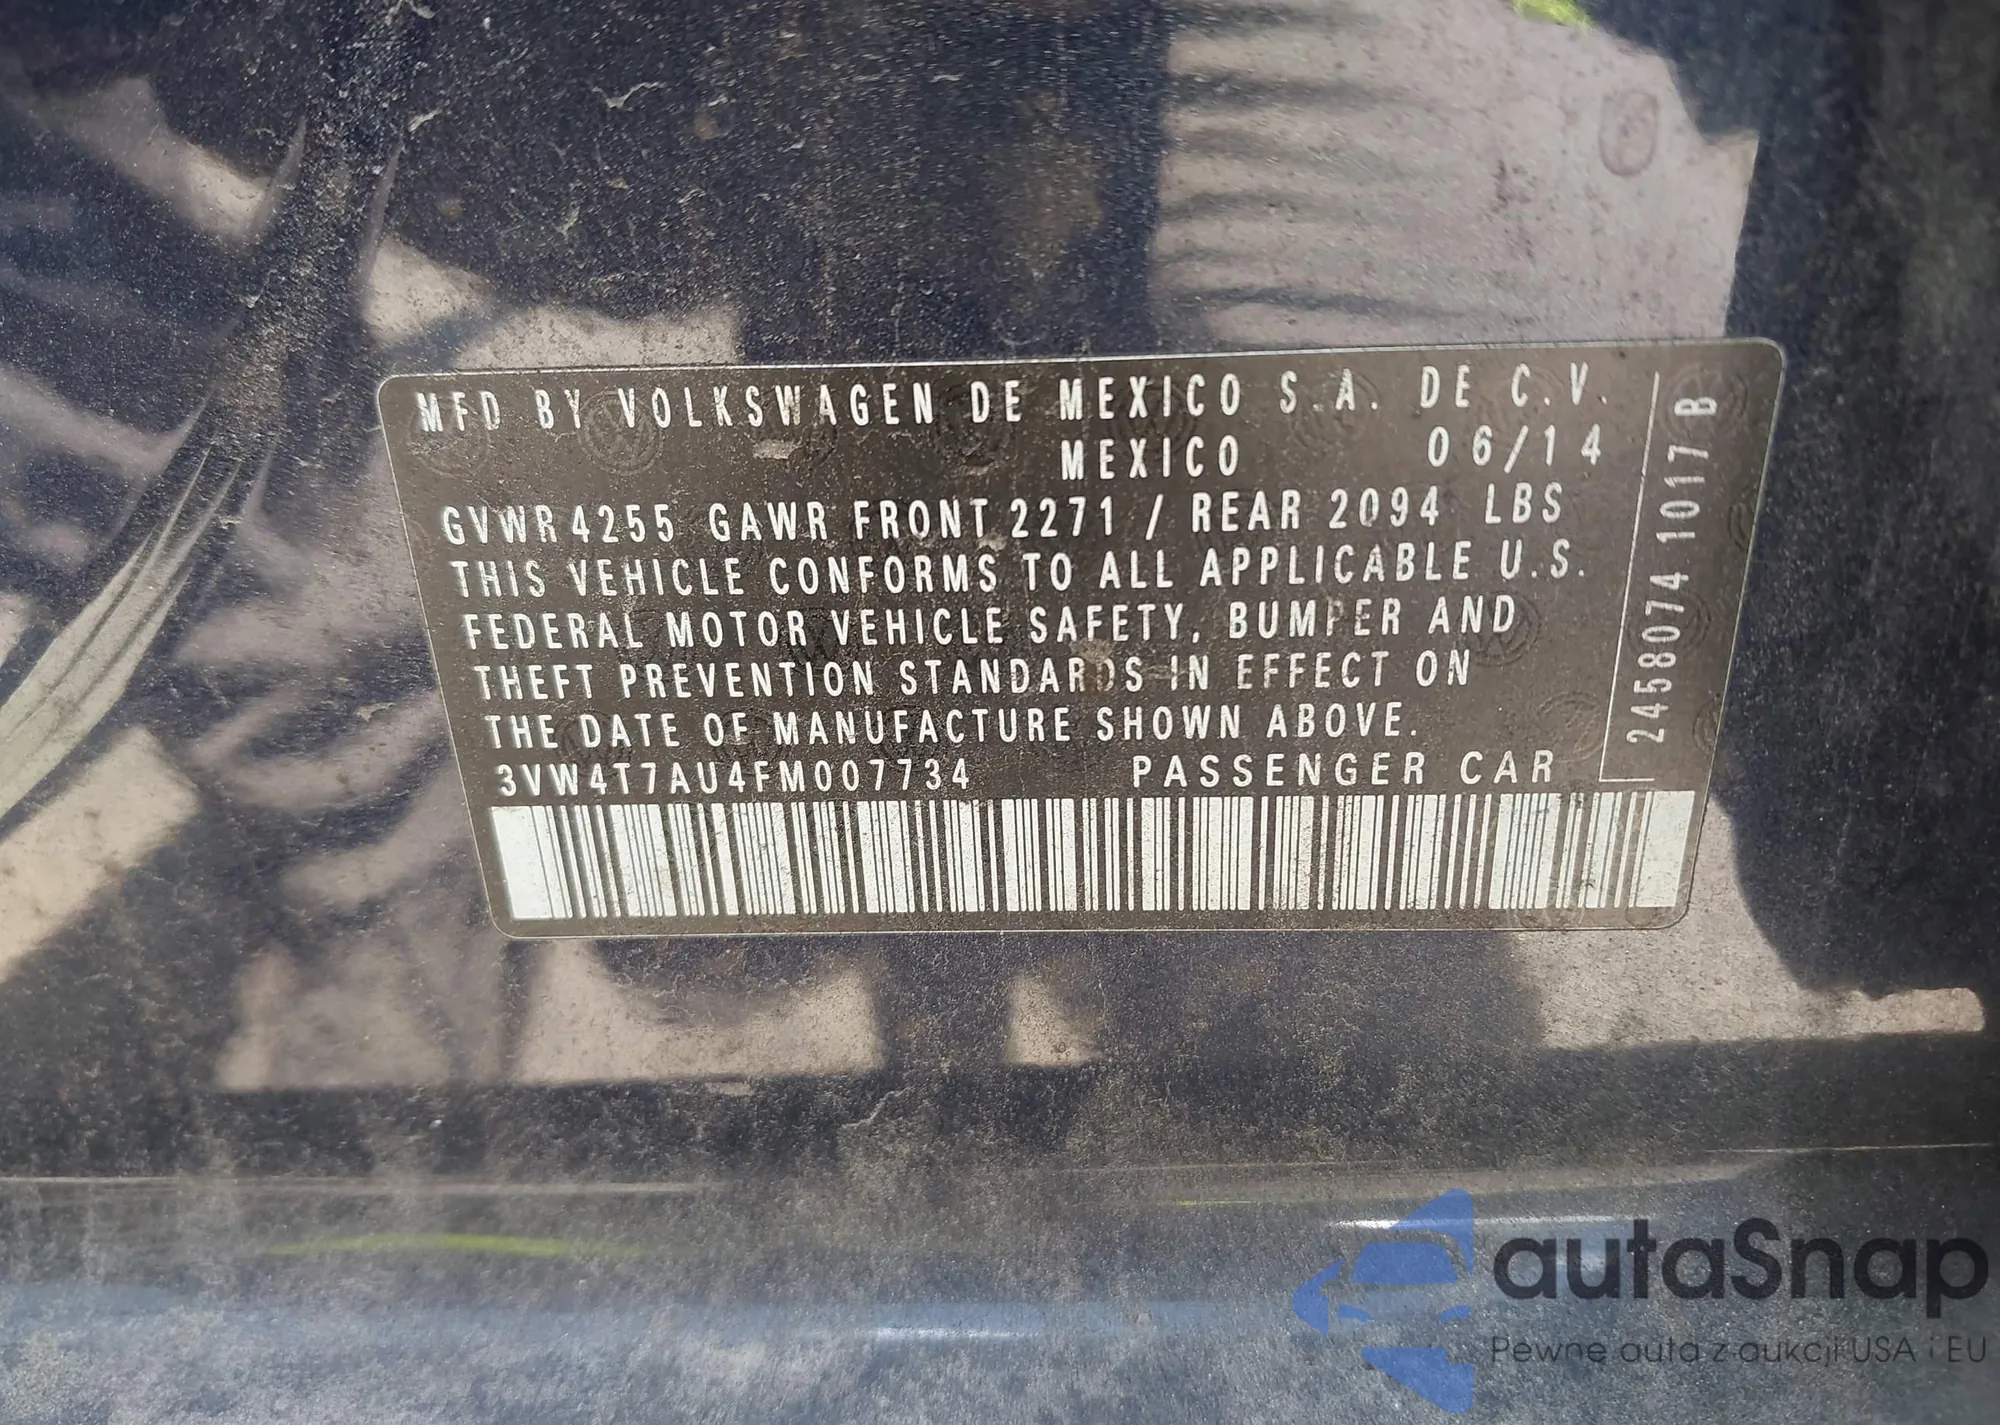 MFD BY VOLKSWAGEN DE MEXICO S.A. DE C.V.
MEXICO 06/14
GVWR 4255 GAWR FRONT 2271 / REAR 2094 LBS
THIS VEHICLE CONFORMS TO ALL APPLICABLE U.S.
FEDERAL MOTOR VEHICLE SAFETY, BUMPER AND
THEFT PREVENTION STANDARDS IN EFFECT ON
THE DATE OF MANUFACTURE SHOWN ABOVE.
3VW4T7AU4FM007734 PASSENGER CAR
2458074 1017 B
autaSnap
Pewne auta z aukcji USA i EU